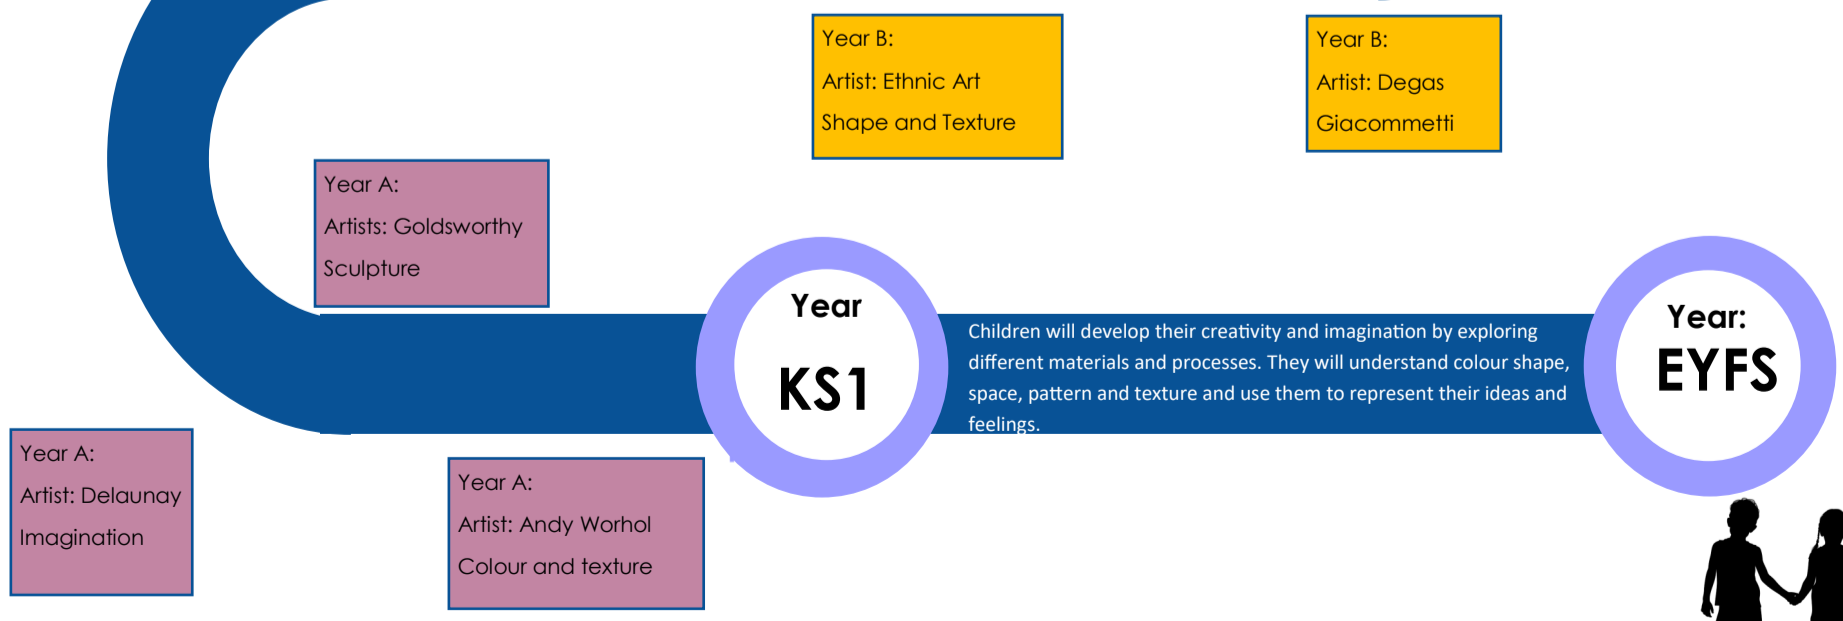 Year B:
Artist: Ethnic Art
Shape and Texture
Year B:
Artist: Degas
Giacommetti
Year A:
Artists: Goldsworthy
Sculpture
Year
KS1
Children will develop their creativity and imagination by exploring
different materials and processes. They will understand colour shape,
space, pattern and texture and use them to represent their ideas and
feelings.
Year:
EYFS
Year A:
Artist: Delaunay
Imagination
Year A:
Artist: Andy Worhol
Colour and texture